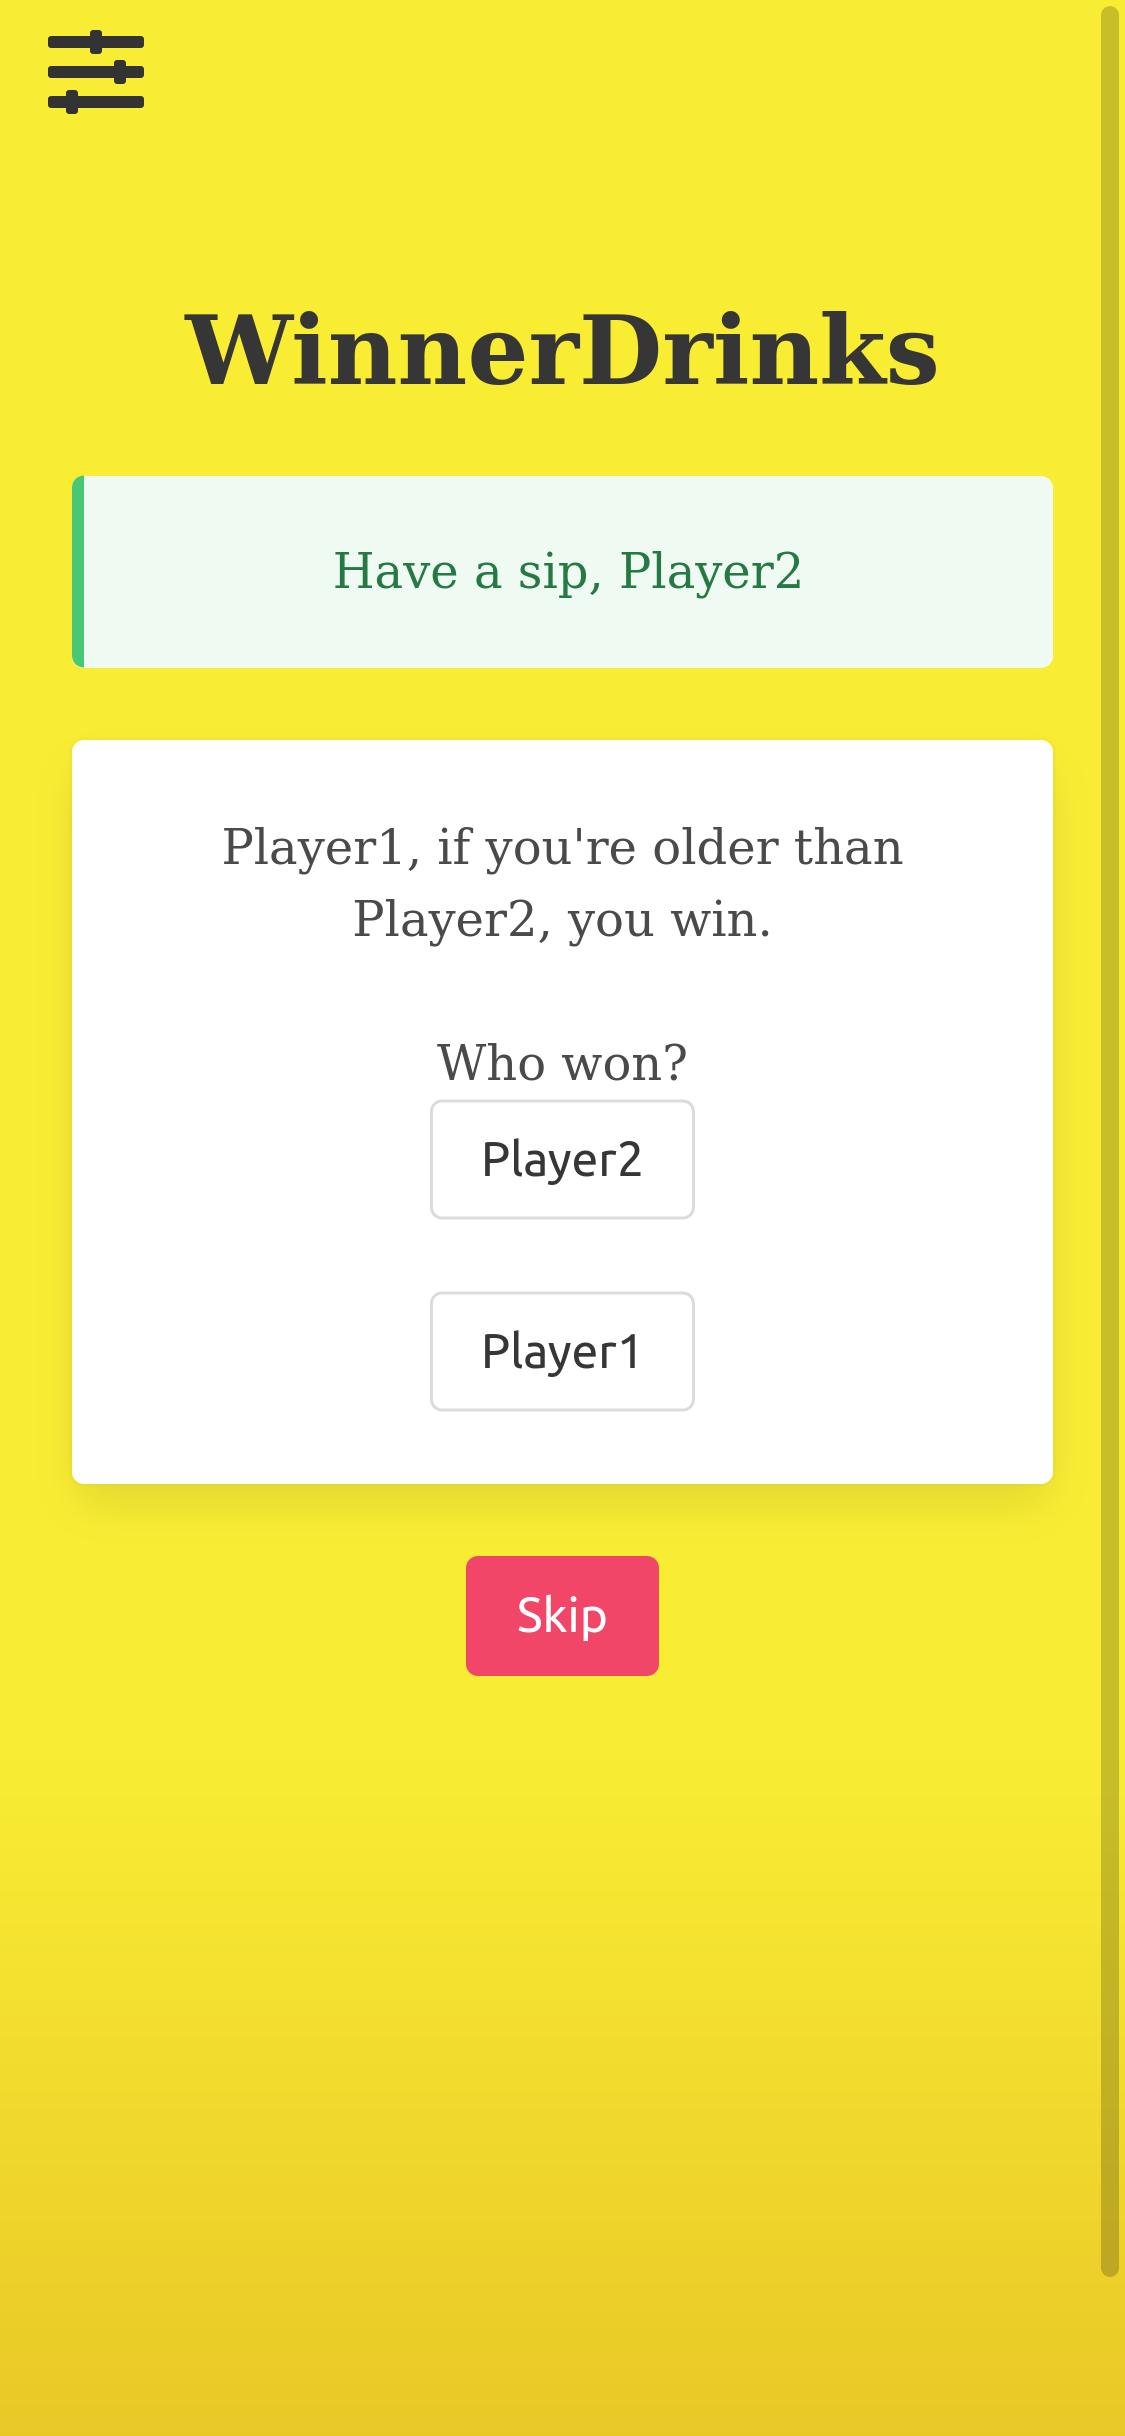 WinnerDrinks
Have a sip, Player2
Player1, if you're older than
Player2, you win.
Who won?
Player2
Player1
Skip